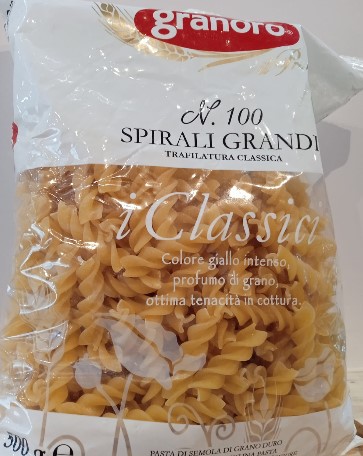 granoro
N. 100
SPIRALI GRANDI
TRAFILATURA CLASSICA
i Classici
Colore giallo intenso,
profumo di grano,
ottima tenacità in cottura.
500 g e
PASTA DI SEMOLA DI GRANO DURO